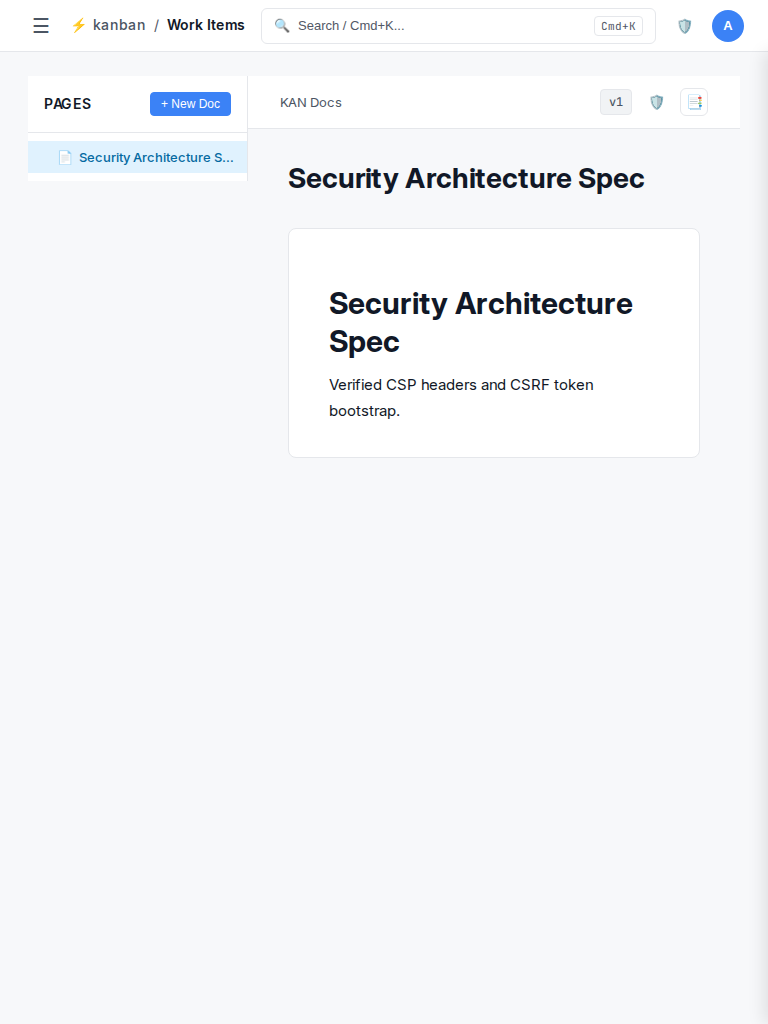 ☰ ⚡ kanban / Work Items 🔍 Search / Cmd+K... Cmd+K 🛡️ A
PAGES + New Doc
📄 Security Architecture S...
KAN Docs v1 🛡️ 📑
Security Architecture Spec
Security Architecture
Spec
Verified CSP headers and CSRF token
bootstrap.